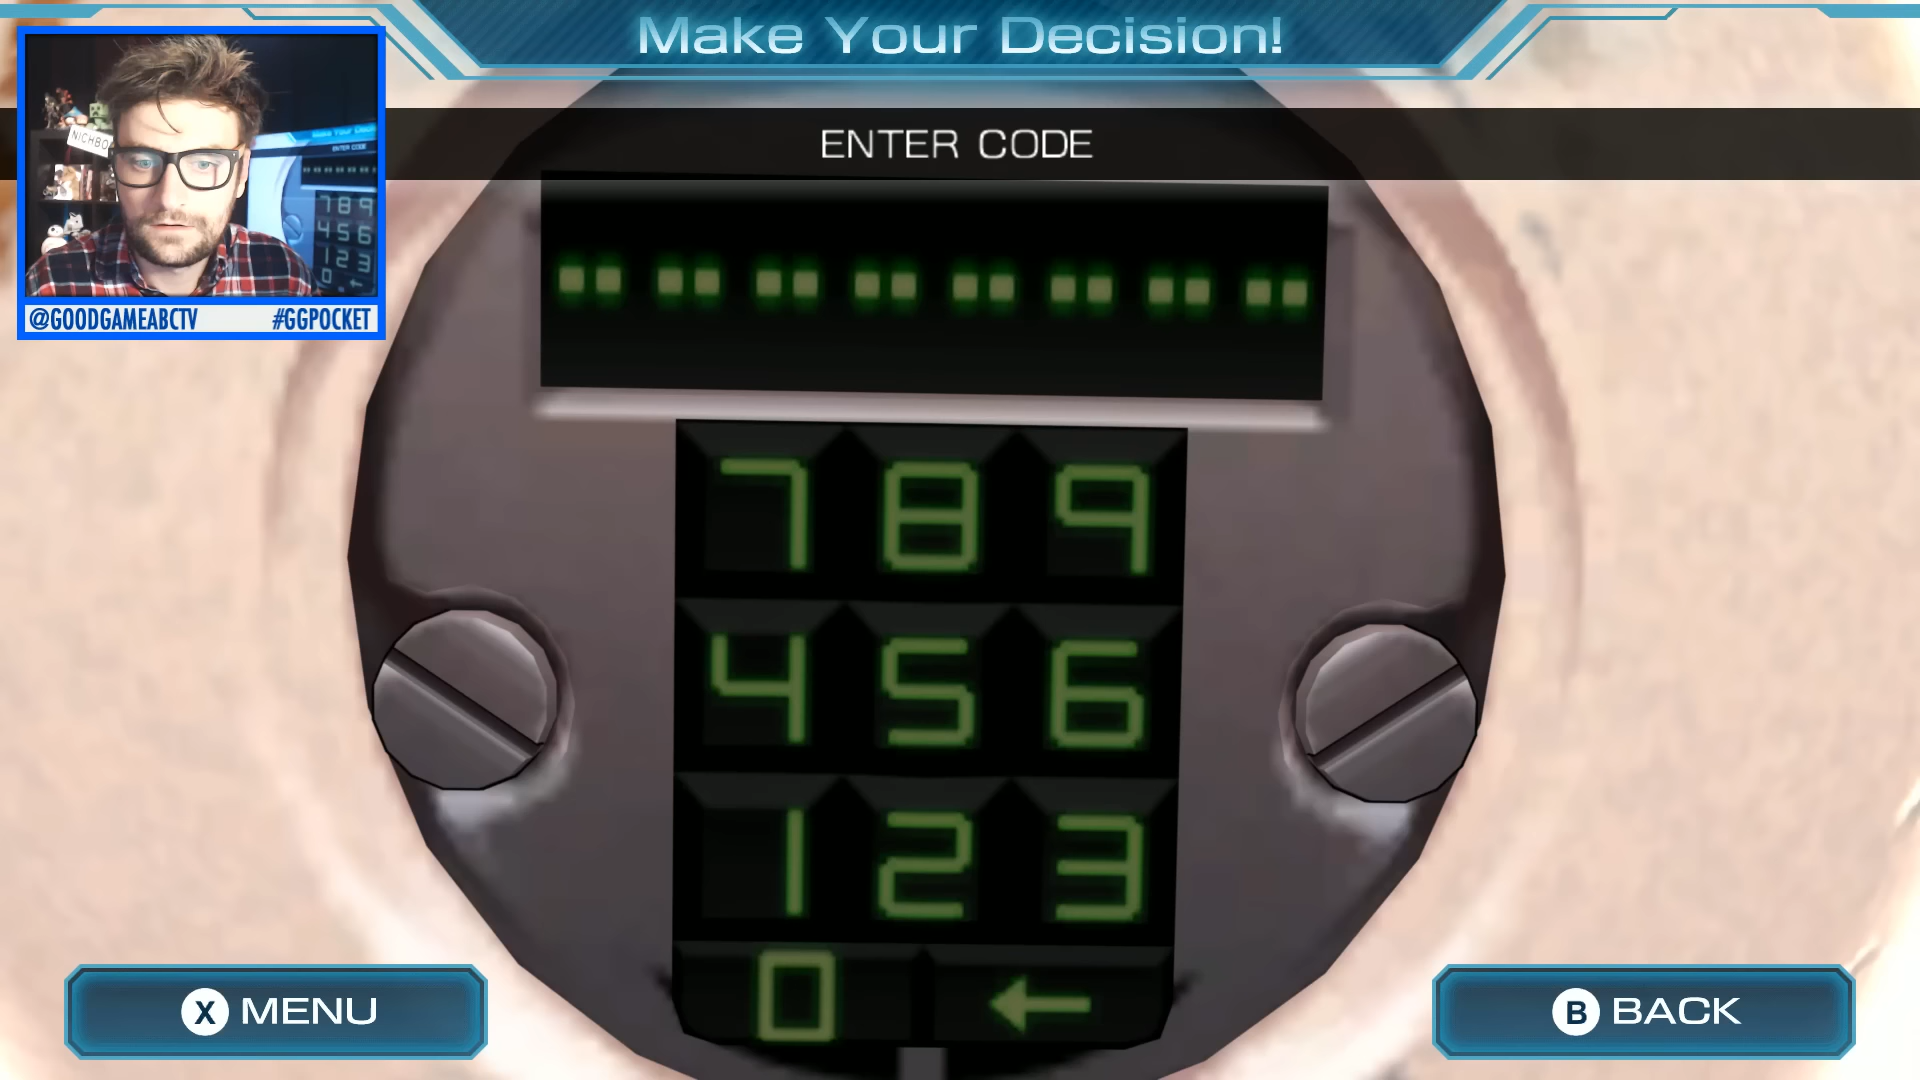 Make Your Decision!
ENTER CODE
NICHBO
@GOODGAMEABCTV #GGPOCKET
7 8 9
4 5 6
1 2 3
0 ←
X MENU
B BACK